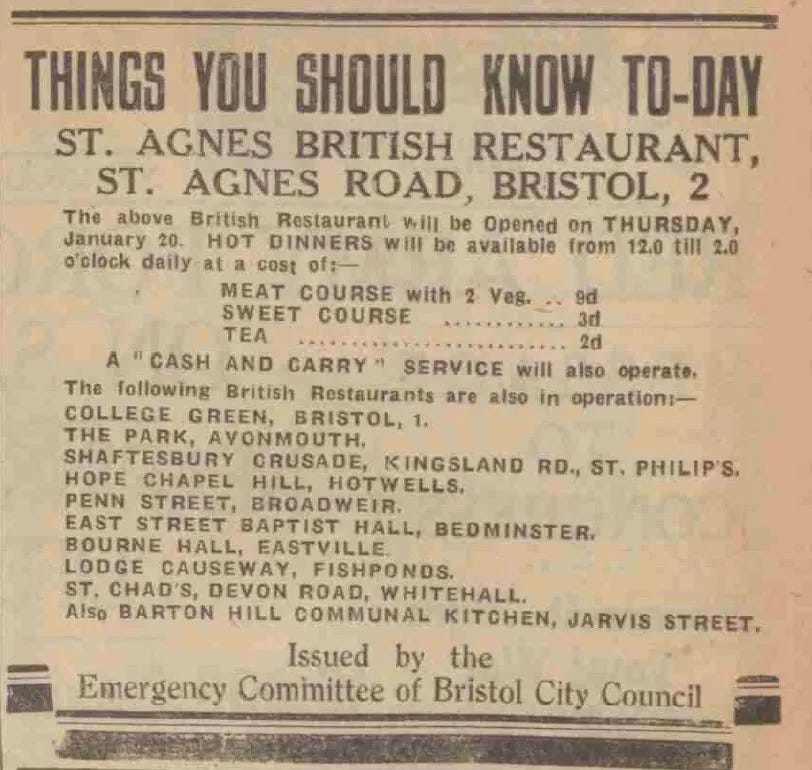 THINGS YOU SHOULD KNOW TO-DAY
ST. AGNES BRITISH RESTAURANT,
ST. AGNES ROAD, BRISTOL, 2
The above British Restaurant will be Opened on THURSDAY,
January 20. HOT DINNERS will be available from 12.0 till 2.0
o'clock daily at a cost of:—
MEAT COURSE with 2 Veg. .. 9d
SWEET COURSE ............ 3d
TEA .......................... 2d
A "CASH AND CARRY" SERVICE will also operate.
The following British Restaurants are also in operation:—
COLLEGE GREEN, BRISTOL, 1.
THE PARK, AVONMOUTH.
SHAFTESBURY CRUSADE, KINGSLAND RD., ST. PHILIP'S.
HOPE CHAPEL HILL, HOTWELLS.
PENN STREET, BROADWEIR.
EAST STREET BAPTIST HALL, BEDMINSTER.
BOURNE HALL, EASTVILLE.
LODGE CAUSEWAY, FISHPONDS.
ST. CHAD'S, DEVON ROAD, WHITEHALL.
Also BARTON HILL COMMUNAL KITCHEN, JARVIS STREET.
Issued by the
Emergency Committee of Bristol City Council